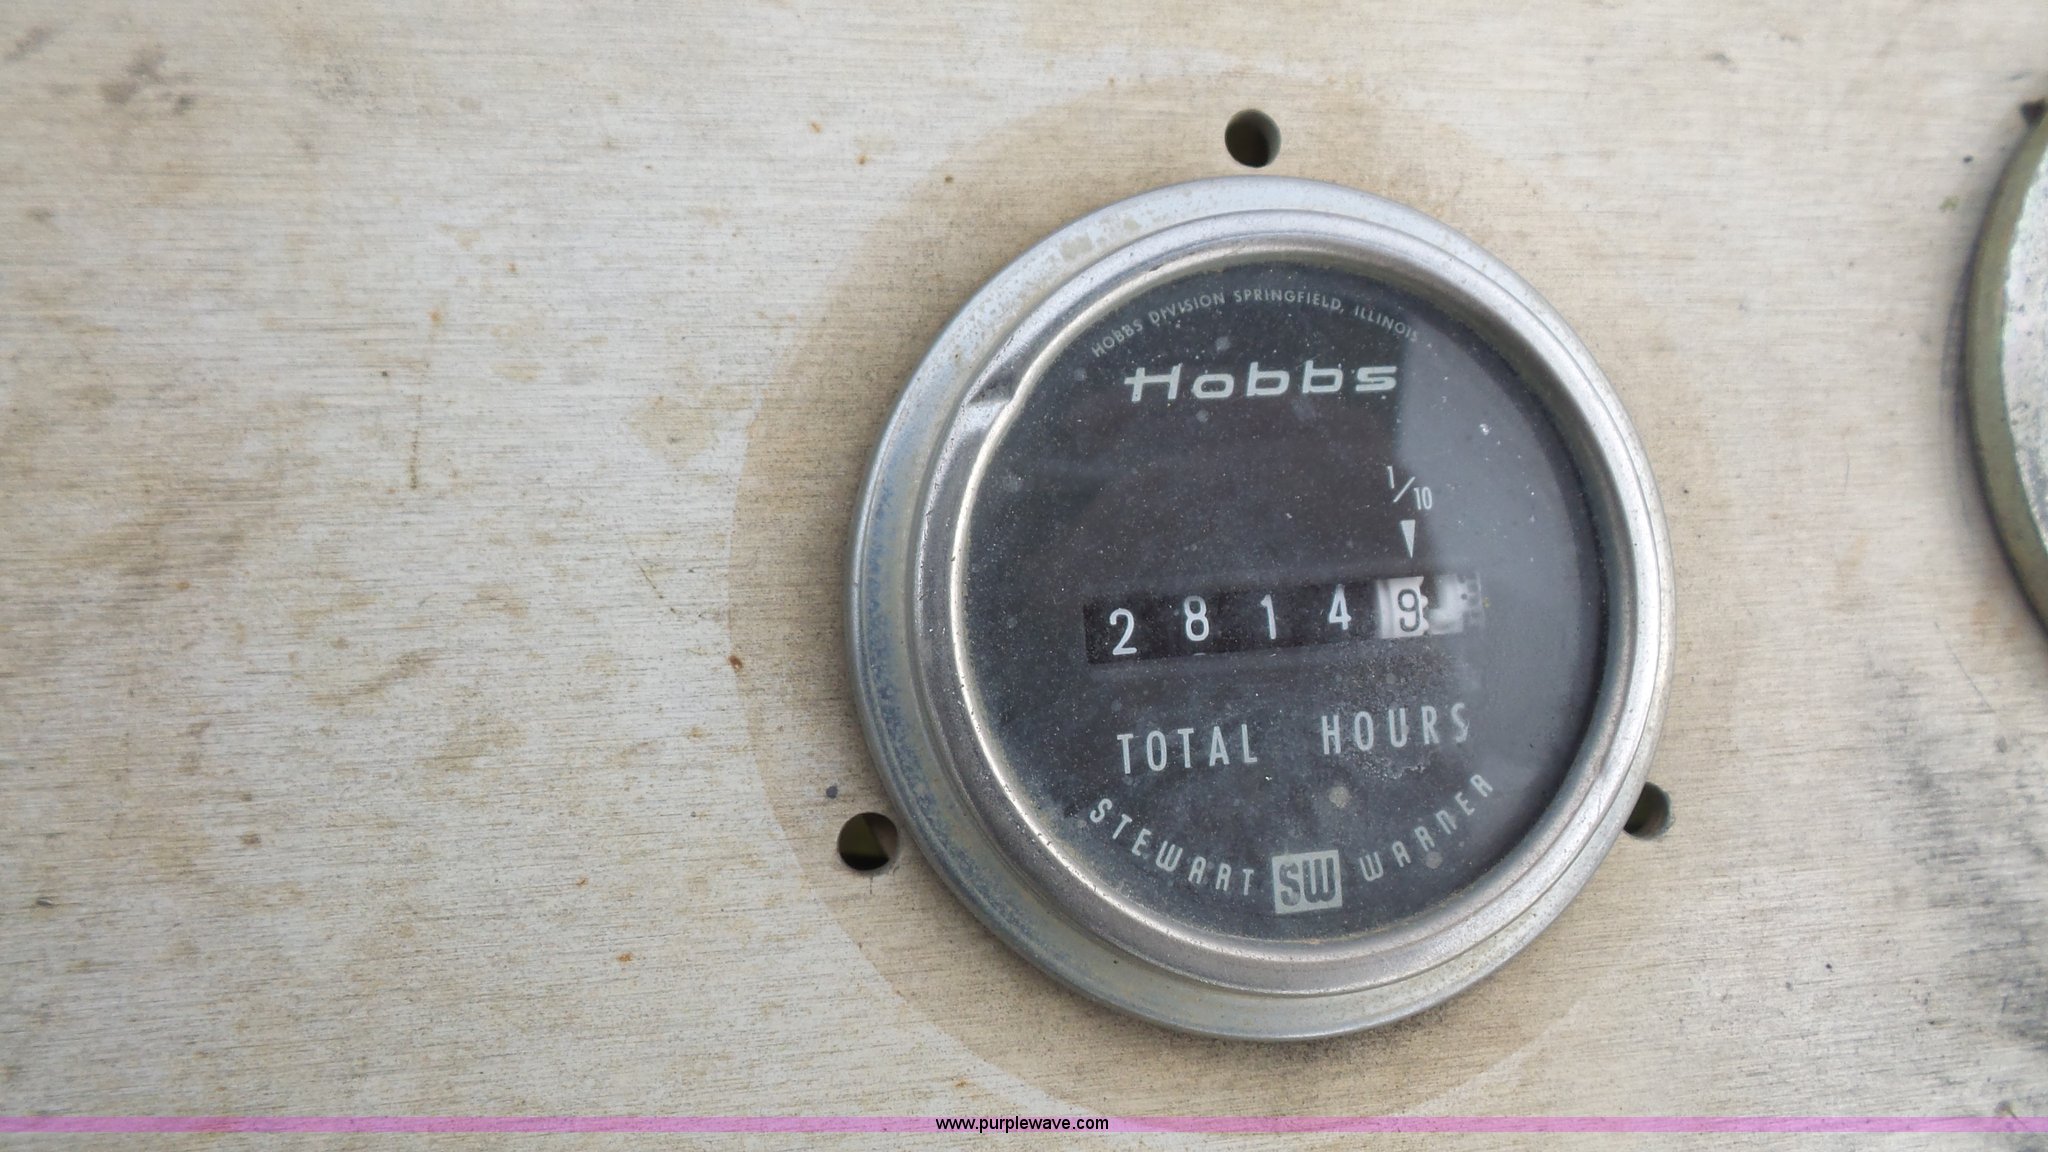 HOBBS DIVISION SPRINGFIELD, ILLINOIS
Hobbs
1/10
2 8 1 4 9
TOTAL HOURS
STEWART SW WARNER
www.purplewave.com